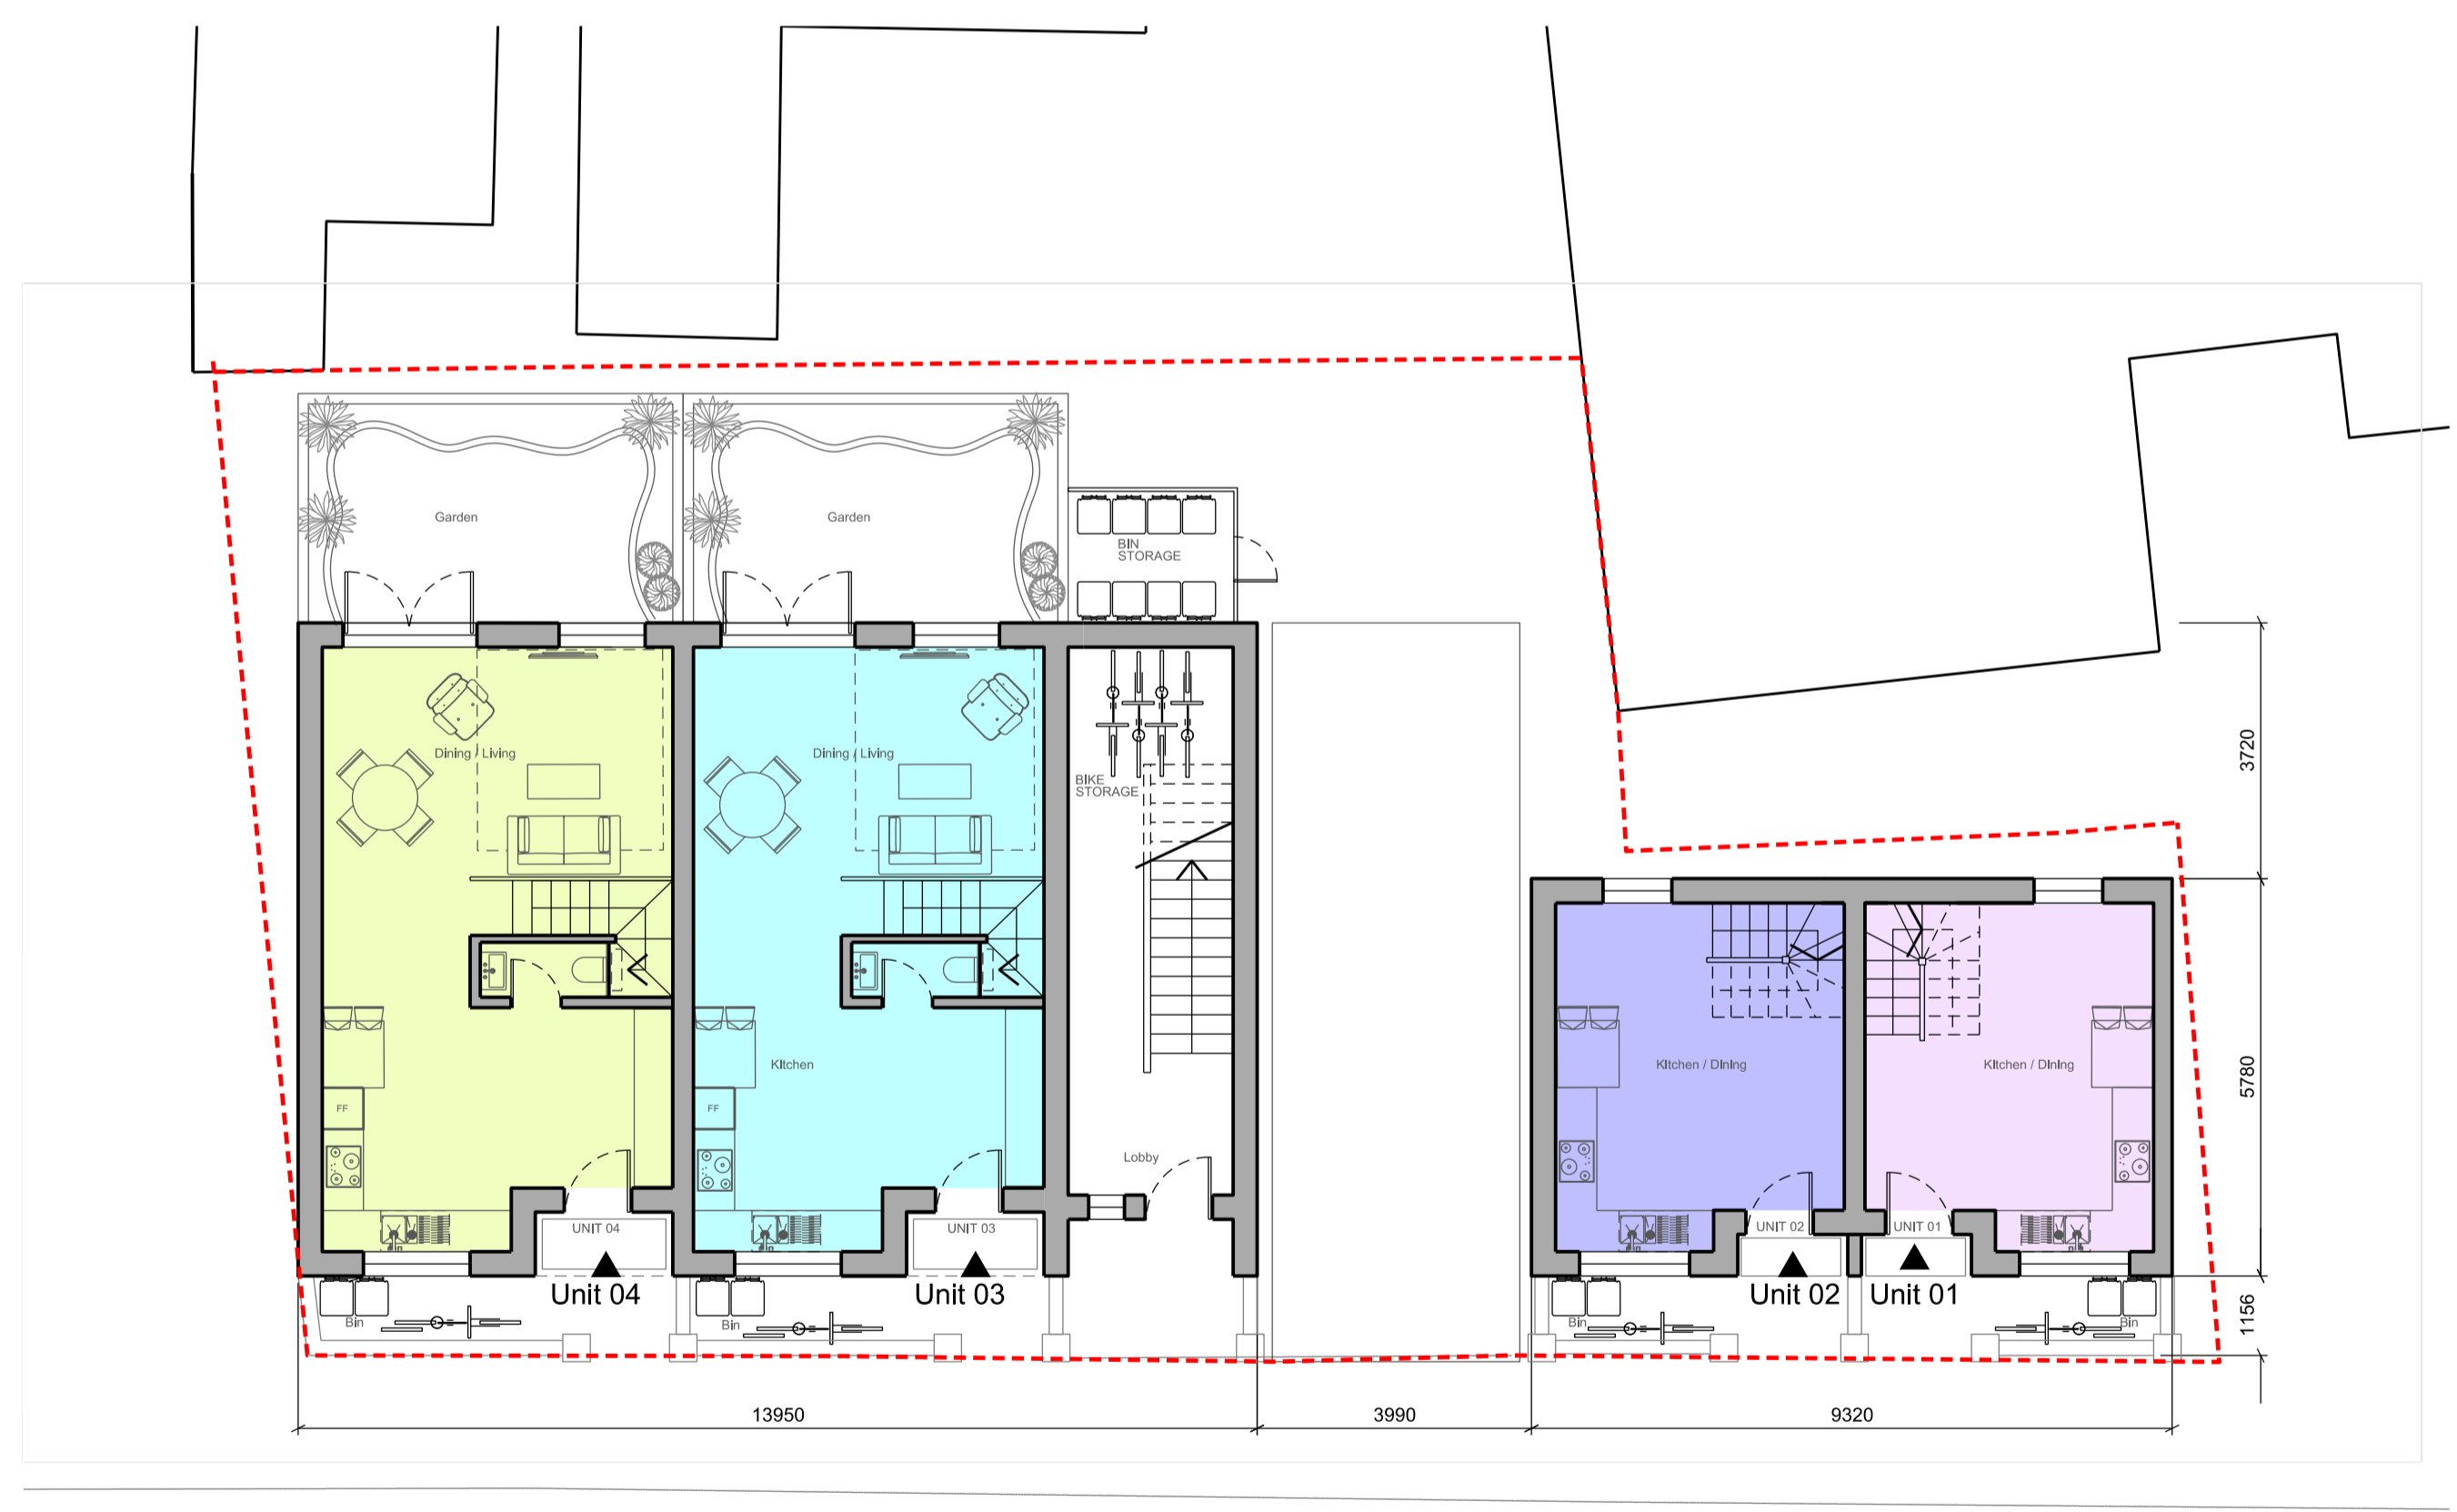 Garden
Garden
BIN
STORAGE
Dining / Living
Dining / Living
BIKE
STORAGE
3720
Kitchen
Kitchen / Dining
Kitchen / Dining
5780
FF
FF
Lobby
UNIT 04
UNIT 03
UNIT 02
UNIT 01
Unit 04
Unit 03
Unit 02
Unit 01
Bin
Bin
Bin
Bin
1156
13950
3990
9320